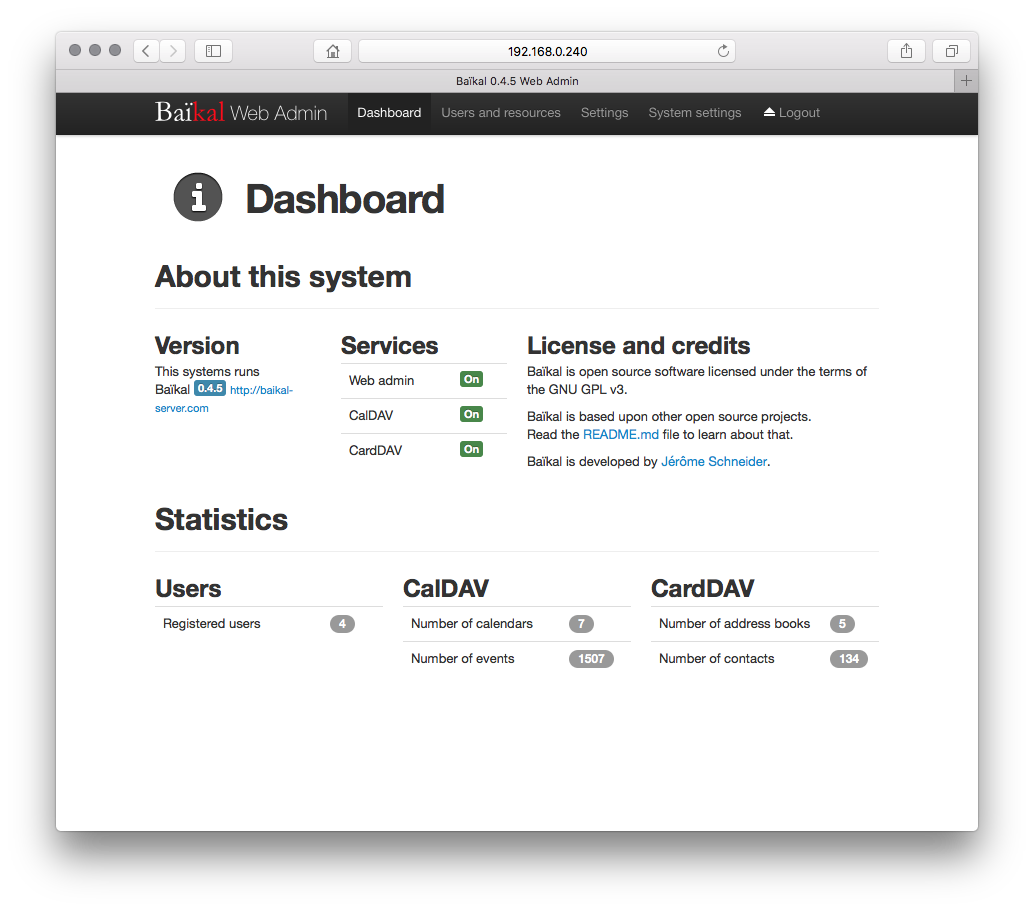 192.168.0.240
Baïkal 0.4.5 Web Admin
Baïkal Web Admin Dashboard Users and resources Settings System settings Logout
Dashboard
About this system
Version
This systems runs
Baïkal 0.4.5 http://baikal-
server.com
Services
Web admin On
CalDAV On
CardDAV On
License and credits
Baïkal is open source software licensed under the terms of
the GNU GPL v3.
Baïkal is based upon other open source projects.
Read the README.md file to learn about that.
Baïkal is developed by Jérôme Schneider.
Statistics
Users
Registered users 4
CalDAV
Number of calendars 7
Number of events 1507
CardDAV
Number of address books 5
Number of contacts 134